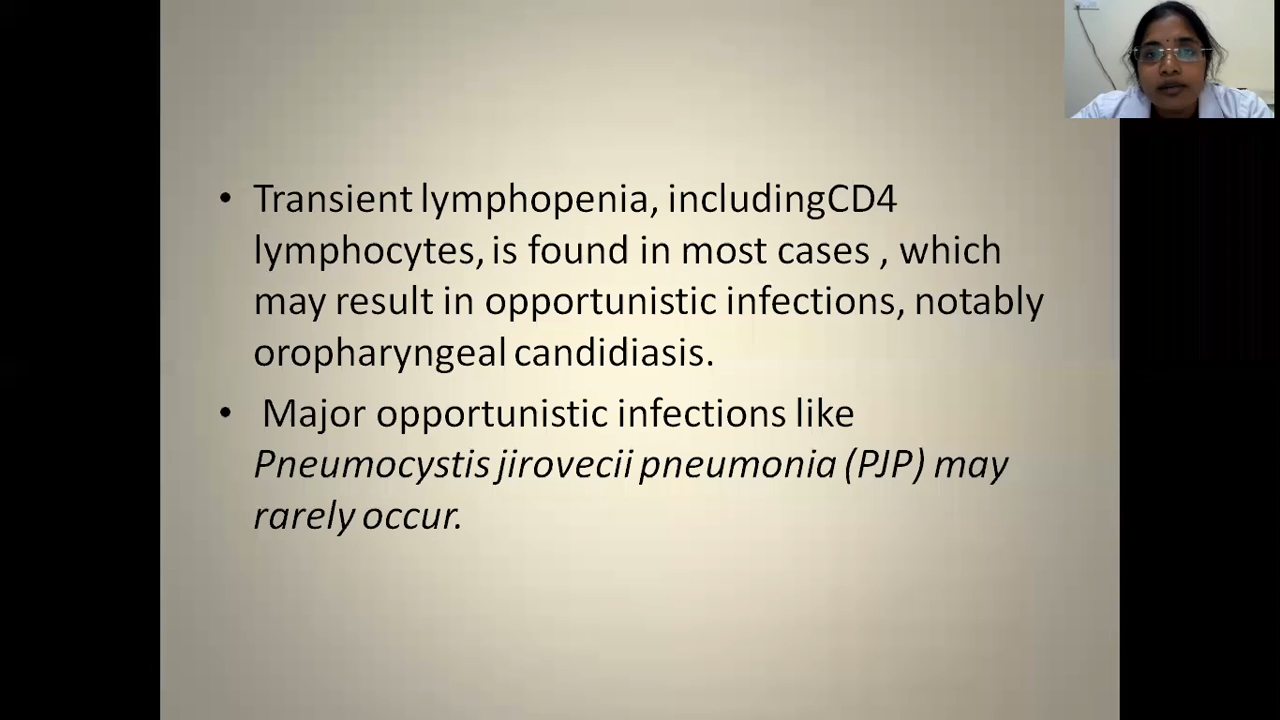 • Transient lymphopenia, includingCD4
lymphocytes, is found in most cases , which
may result in opportunistic infections, notably
oropharyngeal candidiasis.
• Major opportunistic infections like
Pneumocystis jirovecii pneumonia (PJP) may
rarely occur.